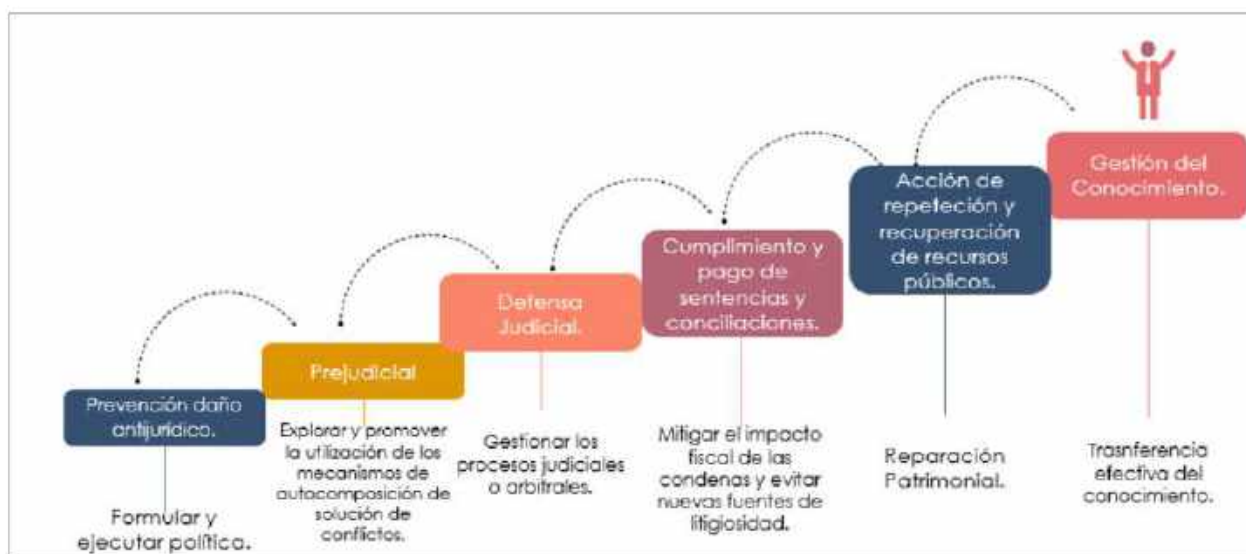 Prevención daño
antijurídico.
Formular y
ejecutar política.
Prejudicial
Explorar y promover
la utilización de los
mecanismos de
autocomposición de
solución de
conflictos.
Defensa
Judicial.
Gestionar los
procesos judiciales
o arbitrales.
Cumplimiento y
pago de
sentencias y
conciliaciones.
Mitigar el impacto
fiscal de las
condenas y evitar
nuevas fuentes de
litigiosidad.
Acción de
repeteción y
recuperación
de recursos
públicos.
Reparación
Patrimonial.
Gestión del
Conocimiento.
Trasnferencia
efectiva del
conocimiento.